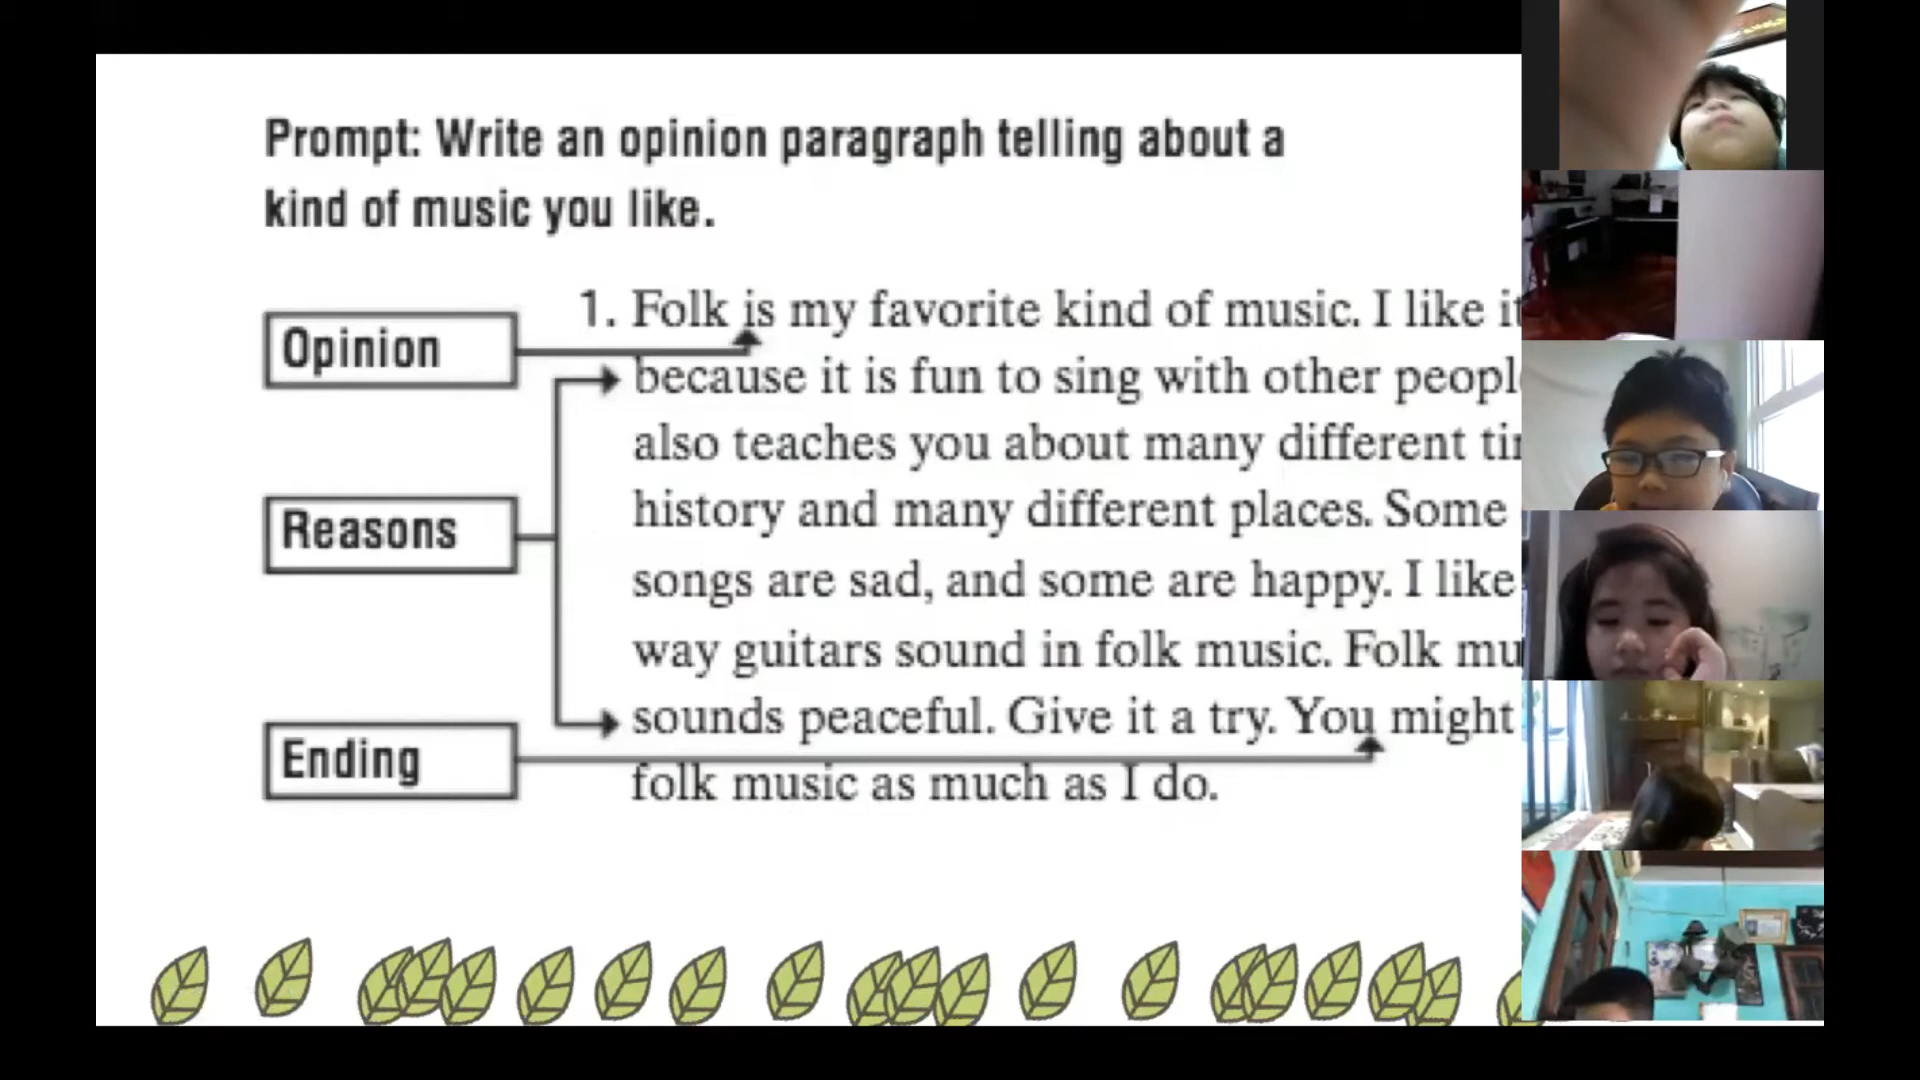 Prompt: Write an opinion paragraph telling about a
kind of music you like.
Opinion
1. Folk is my favorite kind of music. I like
because it is fun to sing with other
also teaches you about many different
Reasons
history and many different places. Some
songs are sad, and some are happy. I like
way guitars sound in folk music. Folk
sounds peaceful. Give it a try. You might
Ending
folk music as much as I do.